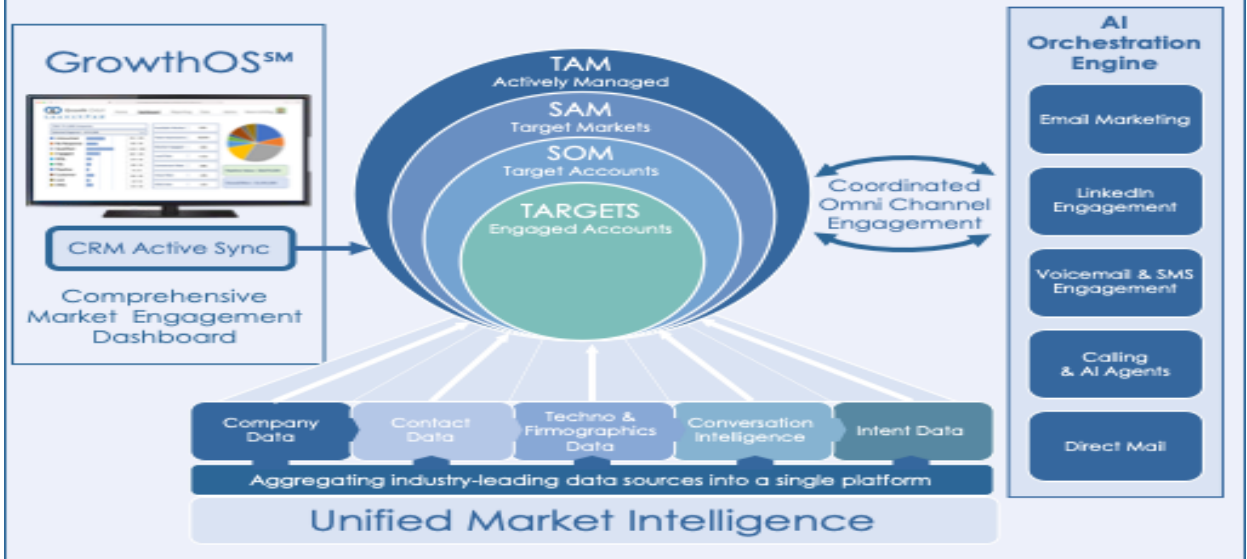 GrowthOS℠
CRM Active Sync
Comprehensive
Market Engagement
Dashboard
TAM
Actively Managed
SAM
Target Markets
SOM
Target Accounts
TARGETS
Engaged Accounts
Coordinated
Omni Channel
Engagement
AI
Orchestration
Engine
Email Marketing
LinkedIn
Engagement
Voicemail & SMS
Engagement
Calling
& AI Agents
Direct Mail
Company
Data
Contact
Data
Techno &
Firmographics
Data
Conversation
Intelligence
Intent Data
Aggregating industry-leading data sources into a single platform
Unified Market Intelligence